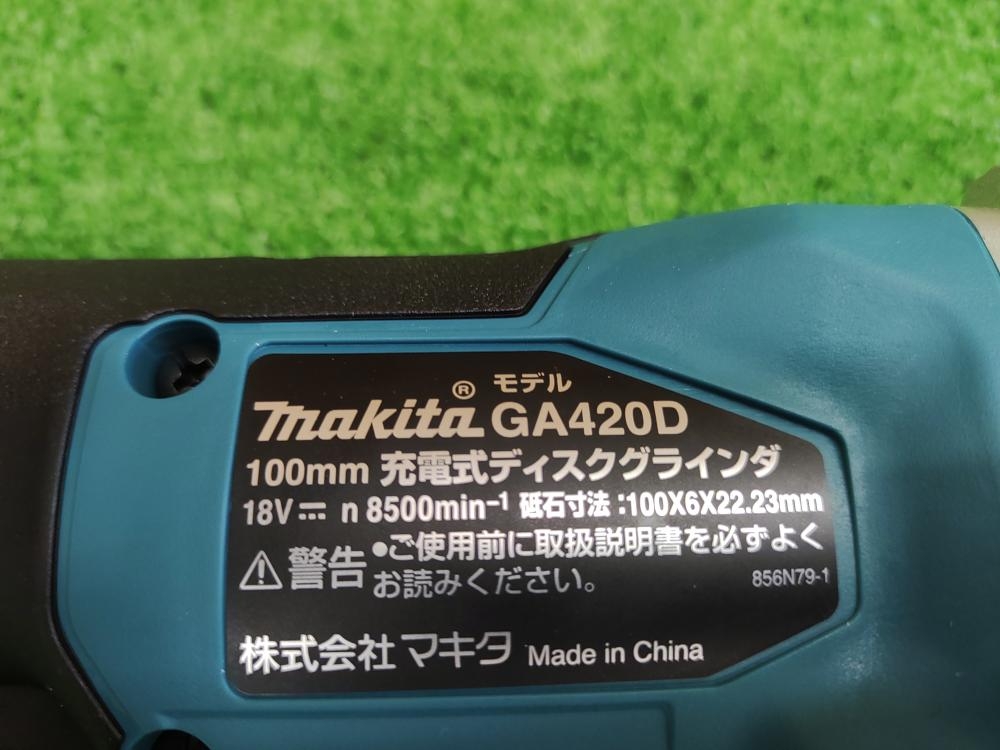 makita® モデル GA420D
100mm 充電式ディスクグラインダ
18V ⎓ n 8500min⁻¹ 砥石寸法：100X6X22.23mm
⚠ 警告 ●ご使用前に取扱説明書を必ずよく
お読みください。 856N79-1
株式会社 マキタ Made in China